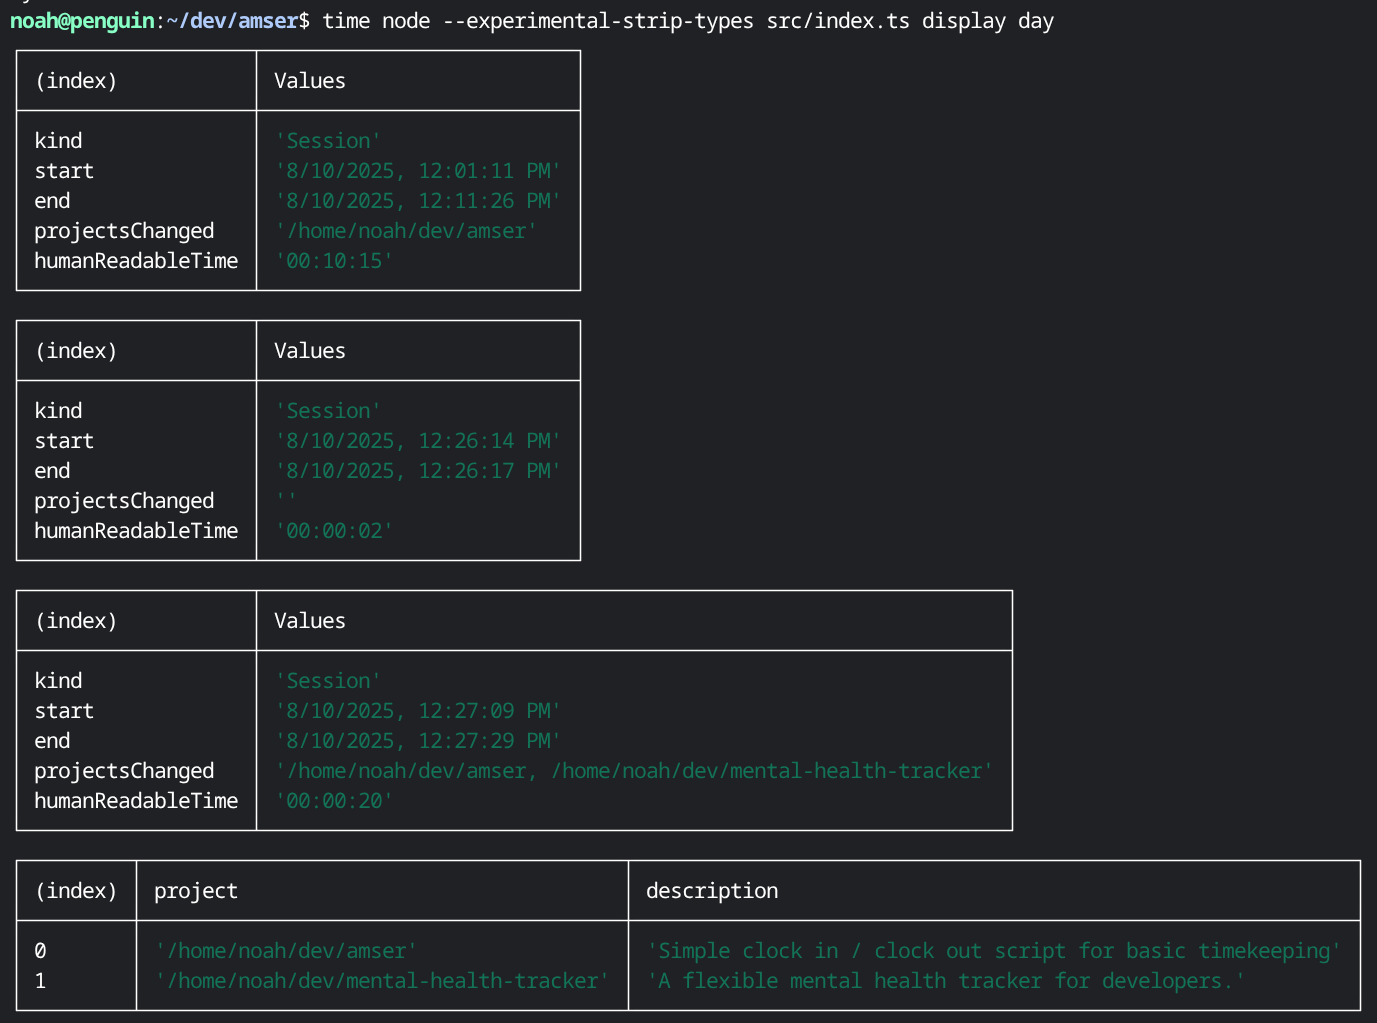 noah@penguin:~/dev/amser$ time node --experimental-strip-types src/index.ts display day
(index) Values
kind 'Session'
start '8/10/2025, 12:01:11 PM'
end '8/10/2025, 12:11:26 PM'
projectsChanged '/home/noah/dev/amser'
humanReadableTime '00:10:15'
(index) Values
kind 'Session'
start '8/10/2025, 12:26:14 PM'
end '8/10/2025, 12:26:17 PM'
projectsChanged ''
humanReadableTime '00:00:02'
(index) Values
kind 'Session'
start '8/10/2025, 12:27:09 PM'
end '8/10/2025, 12:27:29 PM'
projectsChanged '/home/noah/dev/amser, /home/noah/dev/mental-health-tracker'
humanReadableTime '00:00:20'
(index) project description
0 '/home/noah/dev/amser' 'Simple clock in / clock out script for basic timekeeping'
1 '/home/noah/dev/mental-health-tracker' 'A flexible mental health tracker for developers.'